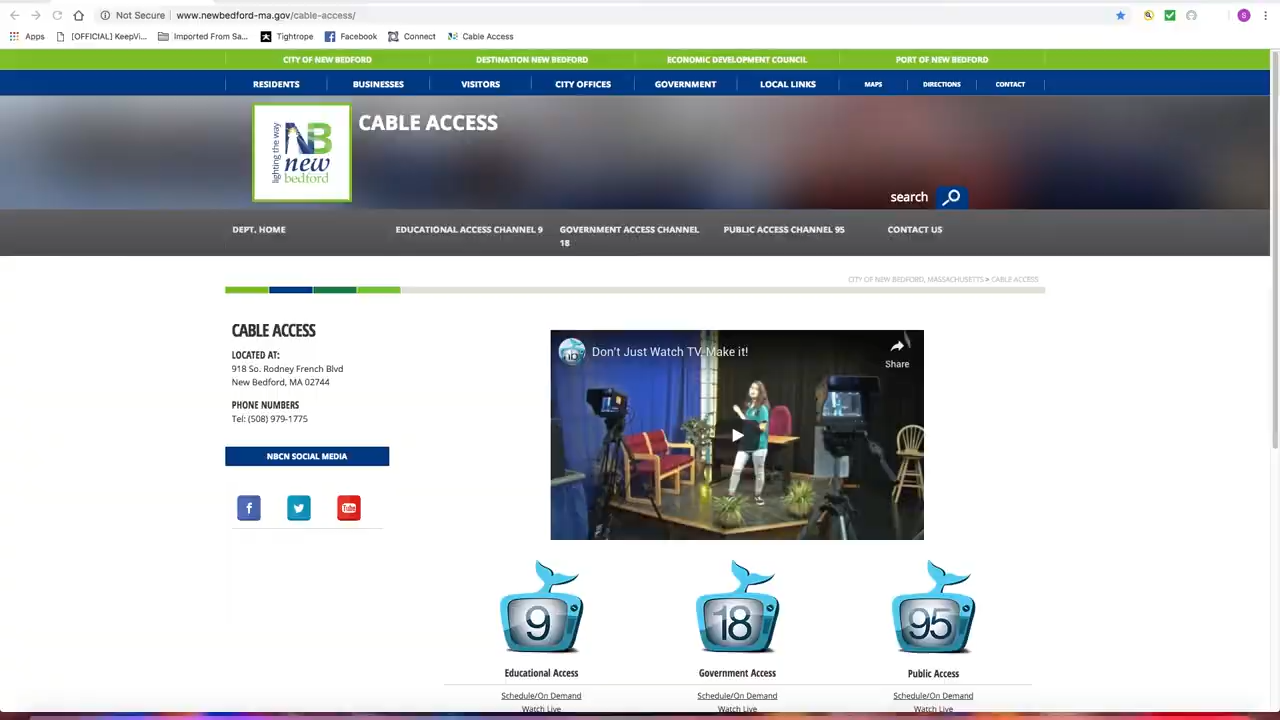 Not Secure www.newbedford-ma.gov/cable-access/
S
Apps [OFFICIAL] KeepVi... Imported From Sa... Tightrope Facebook Connect Cable Access
CITY OF NEW BEDFORD DESTINATION NEW BEDFORD ECONOMIC DEVELOPMENT COUNCIL PORT OF NEW BEDFORD
RESIDENTS BUSINESSES VISITORS CITY OFFICES GOVERNMENT LOCAL LINKS MAPS DIRECTIONS CONTACT
CABLE ACCESS
lighting the way
NB
new
bedford
search
DEPT. HOME EDUCATIONAL ACCESS CHANNEL 9 GOVERNMENT ACCESS CHANNEL 18 PUBLIC ACCESS CHANNEL 95 CONTACT US
CITY OF NEW BEDFORD, MASSACHUSETTS > CABLE ACCESS
CABLE ACCESS
LOCATED AT:
918 So. Rodney French Blvd
New Bedford, MA 02744
PHONE NUMBERS
Tel: (508) 979-1775
NBCN SOCIAL MEDIA
f You Tube
Don't Just Watch TV_Make it!
Share
9 18 95
Educational Access Government Access Public Access
Schedule/On Demand Schedule/On Demand Schedule/On Demand
Watch Live Watch Live Watch Live